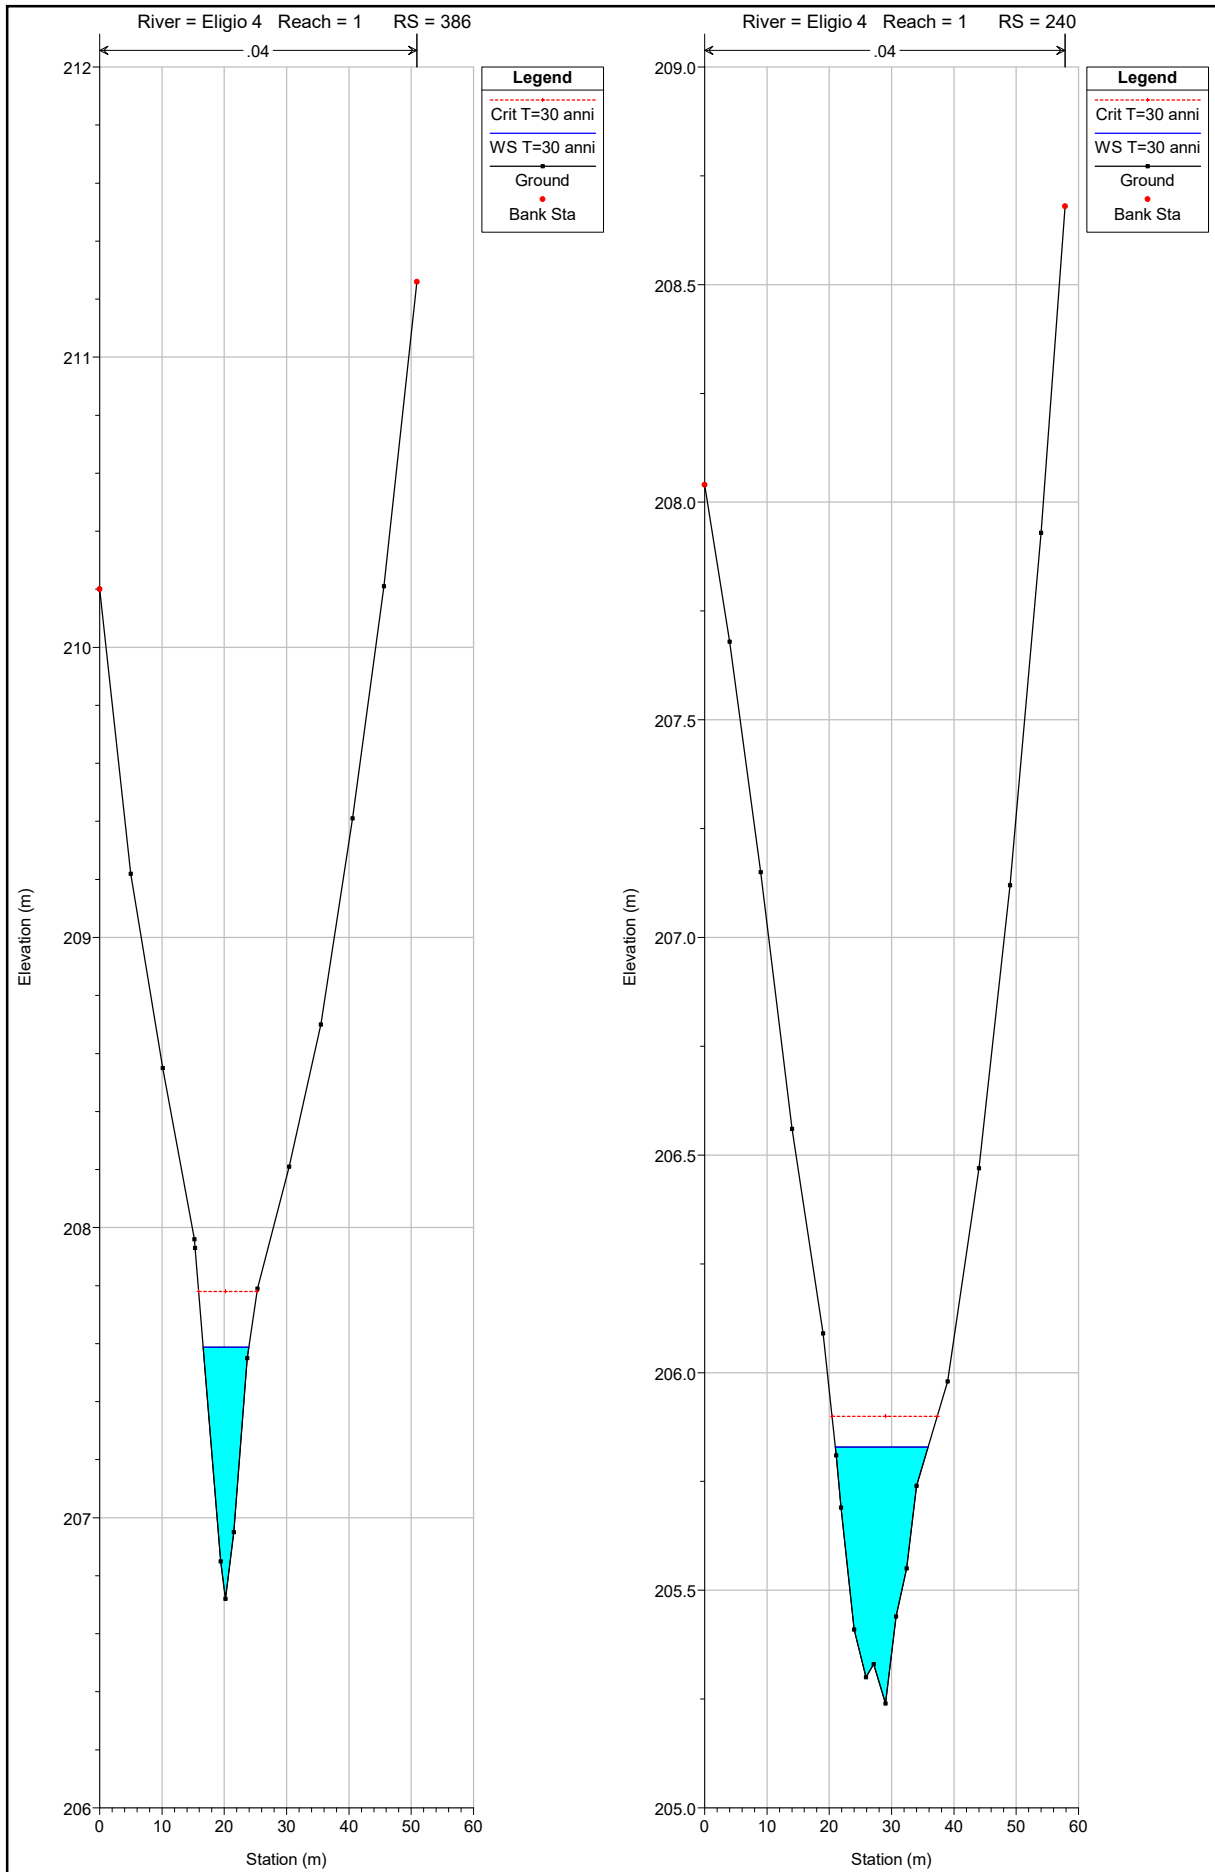 River = Eligio 4 Reach = 1 RS = 386
.04
Legend
Crit T=30 anni
WS T=30 anni
Ground
Bank Sta
212
211
210
209
208
207
206
Elevation (m)
0 10 20 30 40 50 60
Station (m)
River = Eligio 4 Reach = 1 RS = 240
.04
Legend
Crit T=30 anni
WS T=30 anni
Ground
Bank Sta
209.0
208.5
208.0
207.5
207.0
206.5
206.0
205.5
205.0
Elevation (m)
0 10 20 30 40 50 60
Station (m)